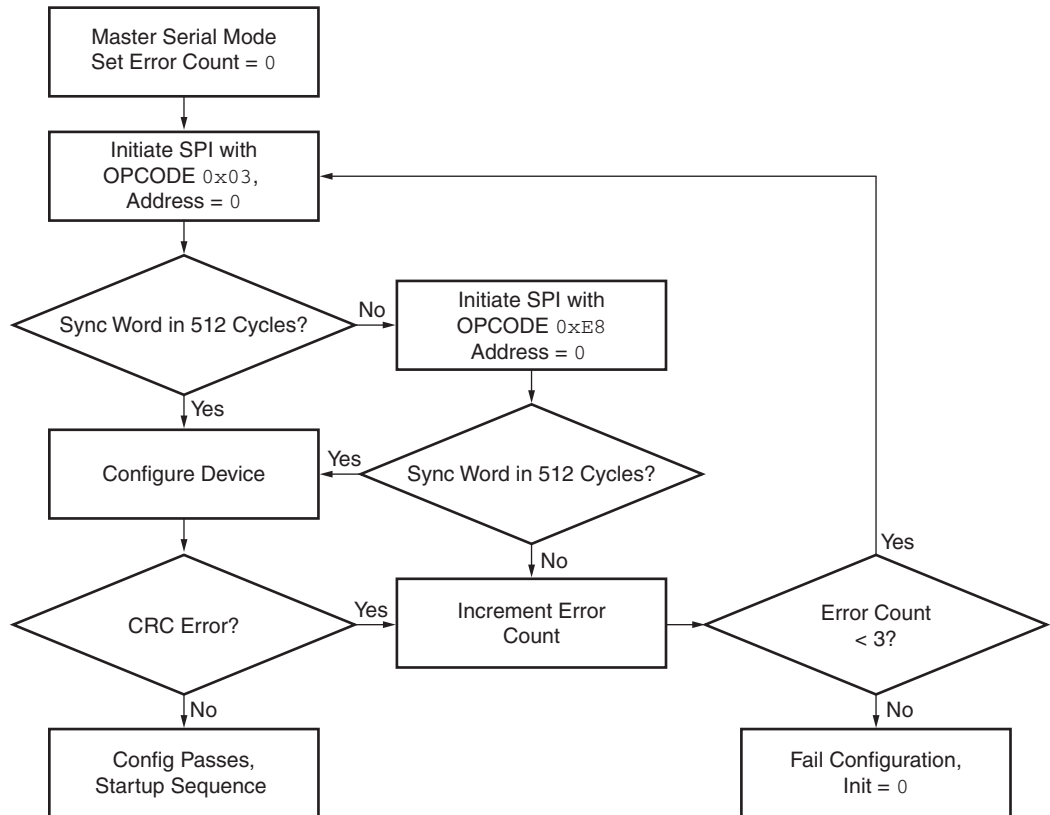 Master Serial Mode
Set Error Count = 0
Initiate SPI with
OPCODE 0x03,
Address = 0
Sync Word in 512 Cycles?
No
Initiate SPI with
OPCODE 0xE8
Address = 0
Yes
Configure Device
Yes
Sync Word in 512 Cycles?
No
Yes
CRC Error?
Yes
Increment Error
Count
Error Count
< 3?
No
No
Config Passes,
Startup Sequence
Fail Configuration,
Init = 0